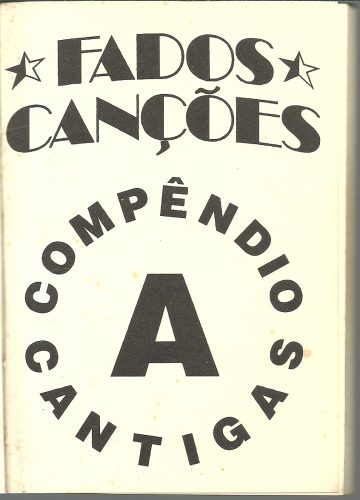 FADOS
CANÇÕES
COMPÊNDIO
A
CANTIGAS